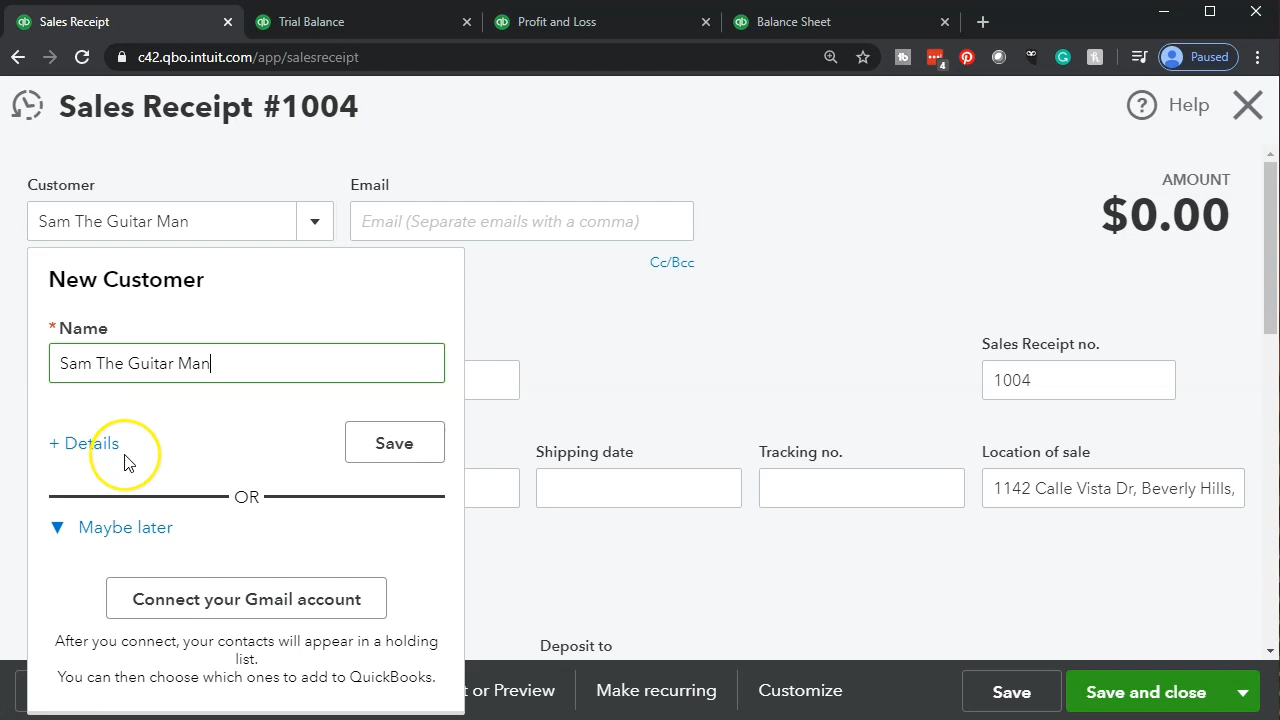 Sales Receipt
Trial Balance
Profit and Loss
Balance Sheet
c42.qbo.intuit.com/app/salesreceipt
4
Paused
Sales Receipt #1004
Help
Customer
Email
AMOUNT
Sam The Guitar Man
Email (Separate emails with a comma)
$0.00
Cc/Bcc
New Customer
*Name
Sam The Guitar Man
Sales Receipt no.
1004
+ Details
Save
Shipping date
Tracking no.
Location of sale
1142 Calle Vista Dr, Beverly Hills,
OR
Maybe later
Connect your Gmail account
After you connect, your contacts will appear in a holding
list.
You can then choose which ones to add to QuickBooks.
Deposit to
or Preview
Make recurring
Customize
Save
Save and close